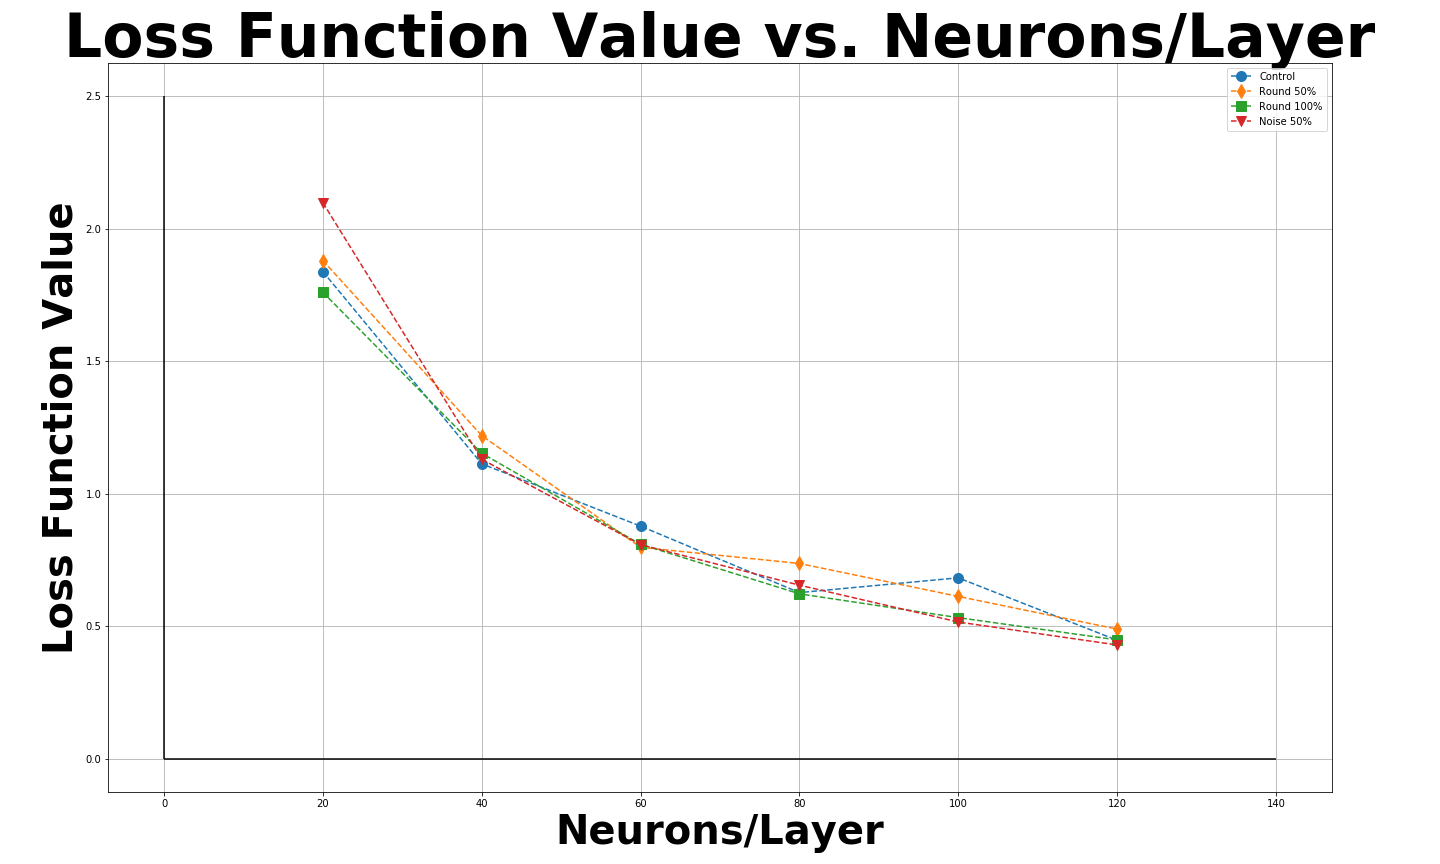 Loss Function Value vs. Neurons/Layer
Control
Round 50%
Round 100%
Noise 50%
Loss Function Value
2.5
2.0
1.5
1.0
0.5
0.0
0 20 40 60 80 100 120 140
Neurons/Layer